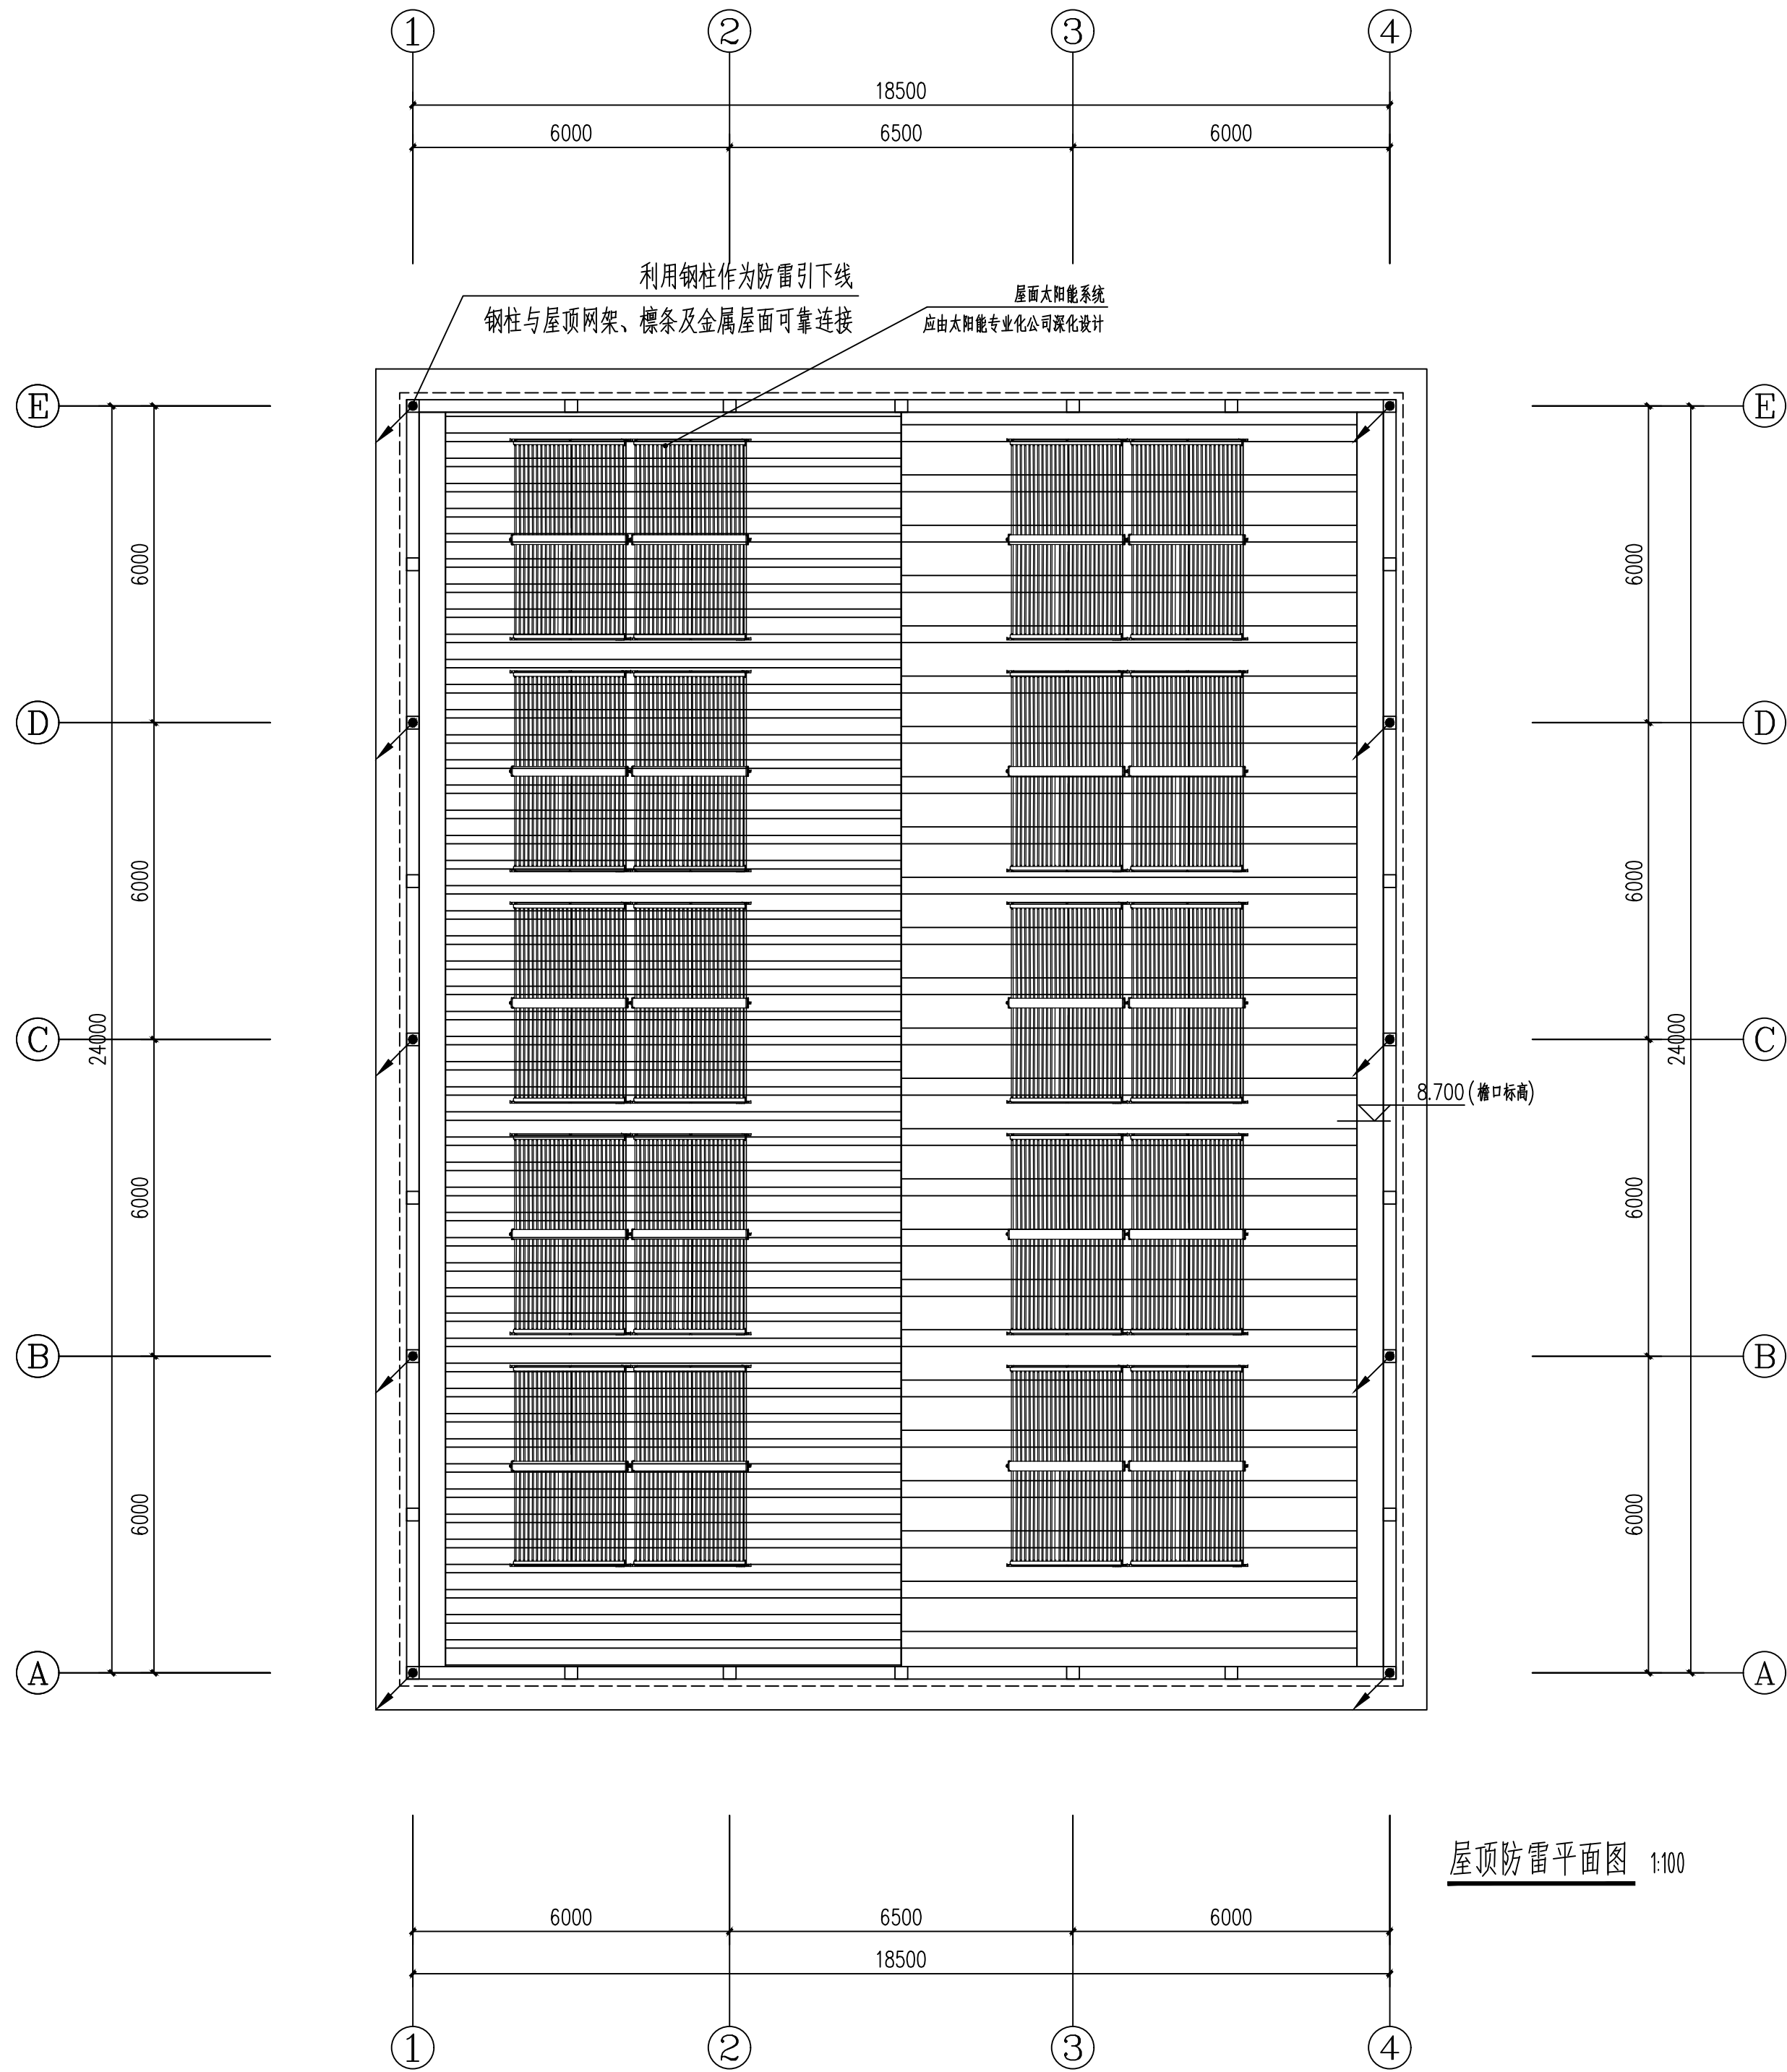 1 2 3 4
18500
6000 6500 6000
利用钢柱作为防雷引下线
钢柱与屋顶网架、檩条及金属屋面可靠连接
屋面太阳能系统
应由太阳能专业化公司深化设计
E E
6000 6000
D D
6000 6000
C 24000 24000 C
8.700(檐口标高)
6000 6000
B B
6000 6000
A A
屋顶防雷平面图 1:100
6000 6500 6000
18500
1 2 3 4